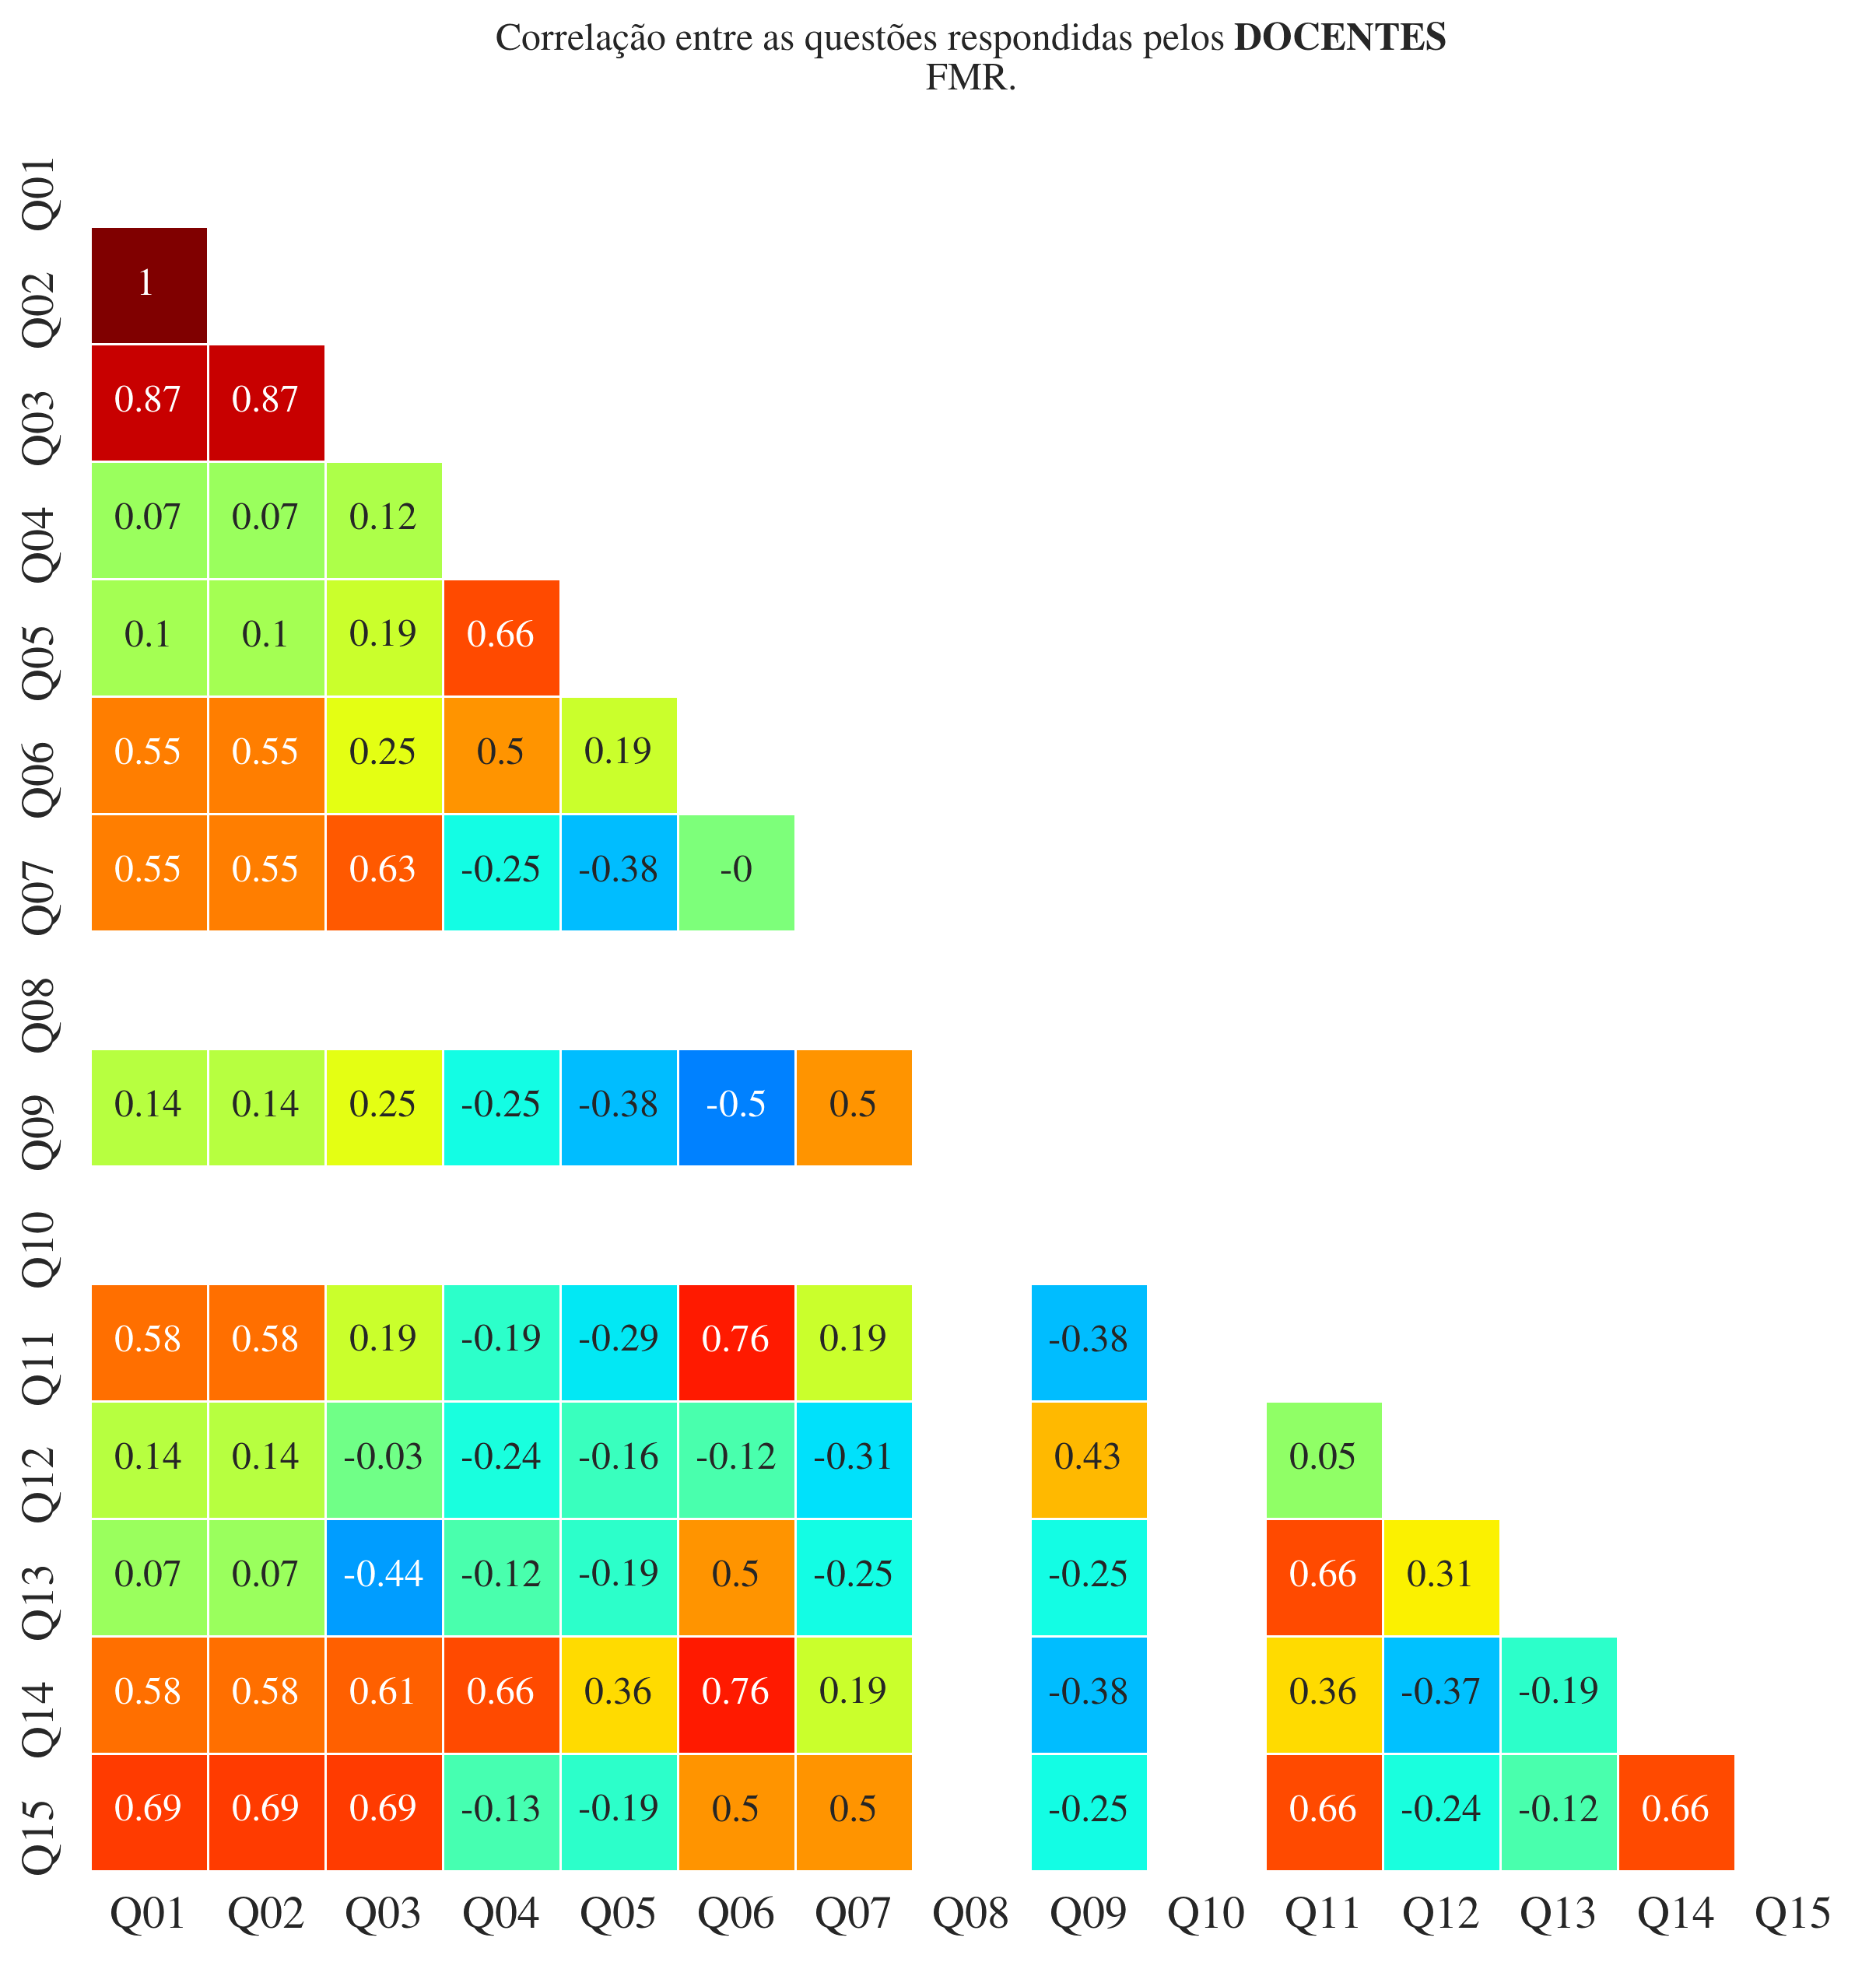 Correlação entre as questões respondidas pelos DOCENTES
FMR.
Q01
Q02 1
Q03 0.87 0.87
Q04 0.07 0.07 0.12
Q05 0.1 0.1 0.19 0.66
Q06 0.55 0.55 0.25 0.5 0.19
Q07 0.55 0.55 0.63 -0.25 -0.38 -0
Q08
Q09 0.14 0.14 0.25 -0.25 -0.38 -0.5 0.5
Q10
Q11 0.58 0.58 0.19 -0.19 -0.29 0.76 0.19 -0.38
Q12 0.14 0.14 -0.03 -0.24 -0.16 -0.12 -0.31 0.43 0.05
Q13 0.07 0.07 -0.44 -0.12 -0.19 0.5 -0.25 -0.25 0.66 0.31
Q14 0.58 0.58 0.61 0.66 0.36 0.76 0.19 -0.38 0.36 -0.37 -0.19
Q15 0.69 0.69 0.69 -0.13 -0.19 0.5 0.5 -0.25 0.66 -0.24 -0.12 0.66
Q01 Q02 Q03 Q04 Q05 Q06 Q07 Q08 Q09 Q10 Q11 Q12 Q13 Q14 Q15